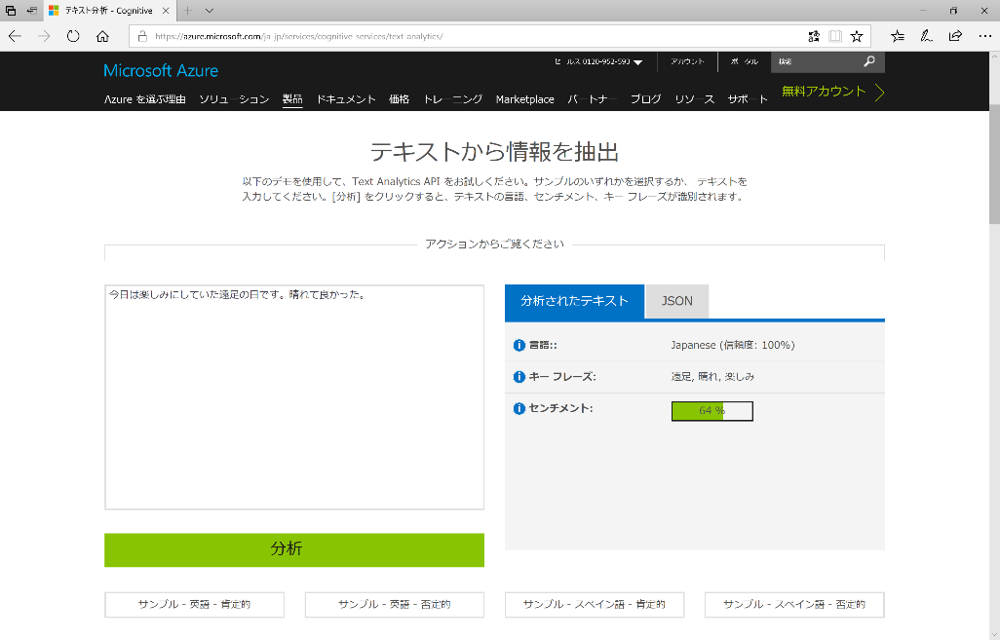 テキスト分析 - Cognitive
https://azure.microsoft.com/ja-jp/services/cognitive-services/text-analytics/
セールス 0120-952-593 アカウント ポータル 検索
Microsoft Azure
無料アカウント
Azure を選ぶ理由 ソリューション 製品 ドキュメント 価格 トレーニング Marketplace パートナー ブログ リソース サポート
テキストから情報を抽出
以下のデモを使用して、Text Analytics API をお試しください。サンプルのいずれかを選択するか、 テキストを
入力してください。[分析] をクリックすると、テキストの言語、センチメント、キー フレーズが識別されます。
アクションからご覧ください
今日は楽しみにしていた遠足の日です。晴れて良かった。
分析されたテキスト JSON
言語:: Japanese (信頼度: 100%)
キー フレーズ: 遠足, 晴れ, 楽しみ
センチメント: 64 %
分析
サンプル - 英語 - 肯定的 サンプル - 英語 - 否定的 サンプル - スペイン語 - 肯定的 サンプル - スペイン語 - 否定的